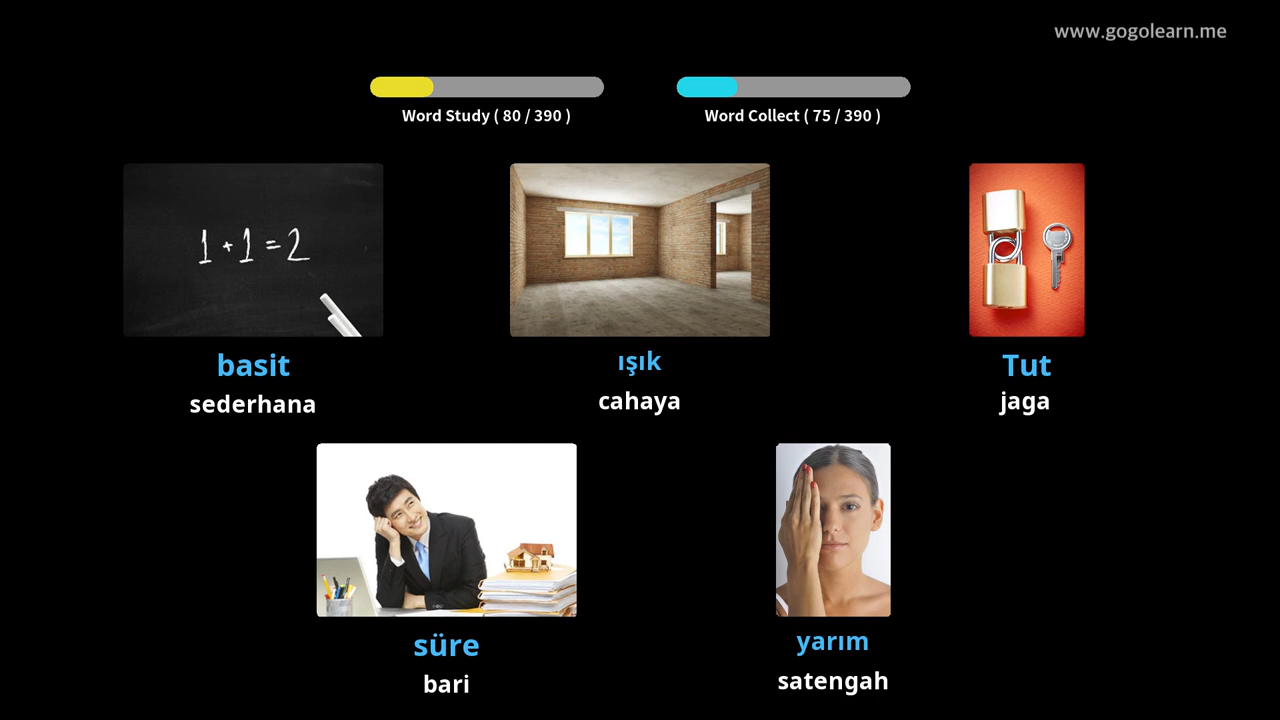 www.gogolearn.me
Word Study ( 80 / 390 )
Word Collect ( 75 / 390 )
1 + 1 = 2
basit
sederhana
ışık
cahaya
Tut
jaga
süre
bari
yarım
satengah